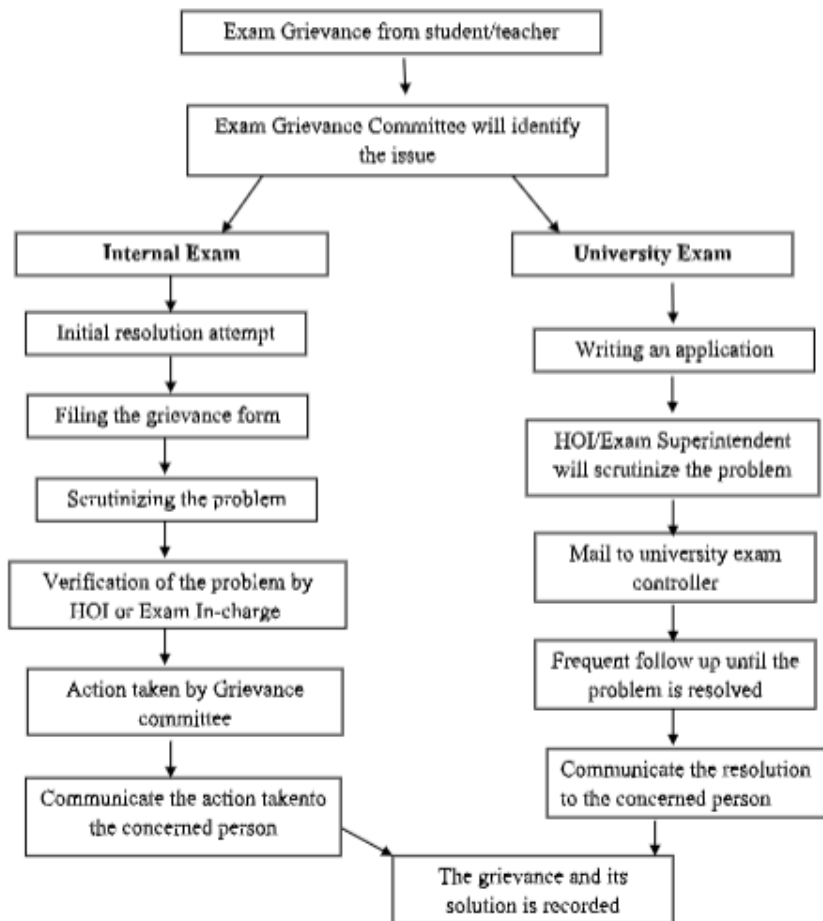 Exam Grievance from student/teacher
Exam Grievance Committee will identify
the issue
Internal Exam
Initial resolution attempt
Filing the grievance form
Scrutinizing the problem
Verification of the problem by
HOI or Exam In-charge
Action taken by Grievance
committee
Communicate the action takento
the concerned person
University Exam
Writing an application
HOI/Exam Superintendent
will scrutinize the problem
Mail to university exam
controller
Frequent follow up until the
problem is resolved
Communicate the resolution
to the concerned person
The grievance and its
solution is recorded